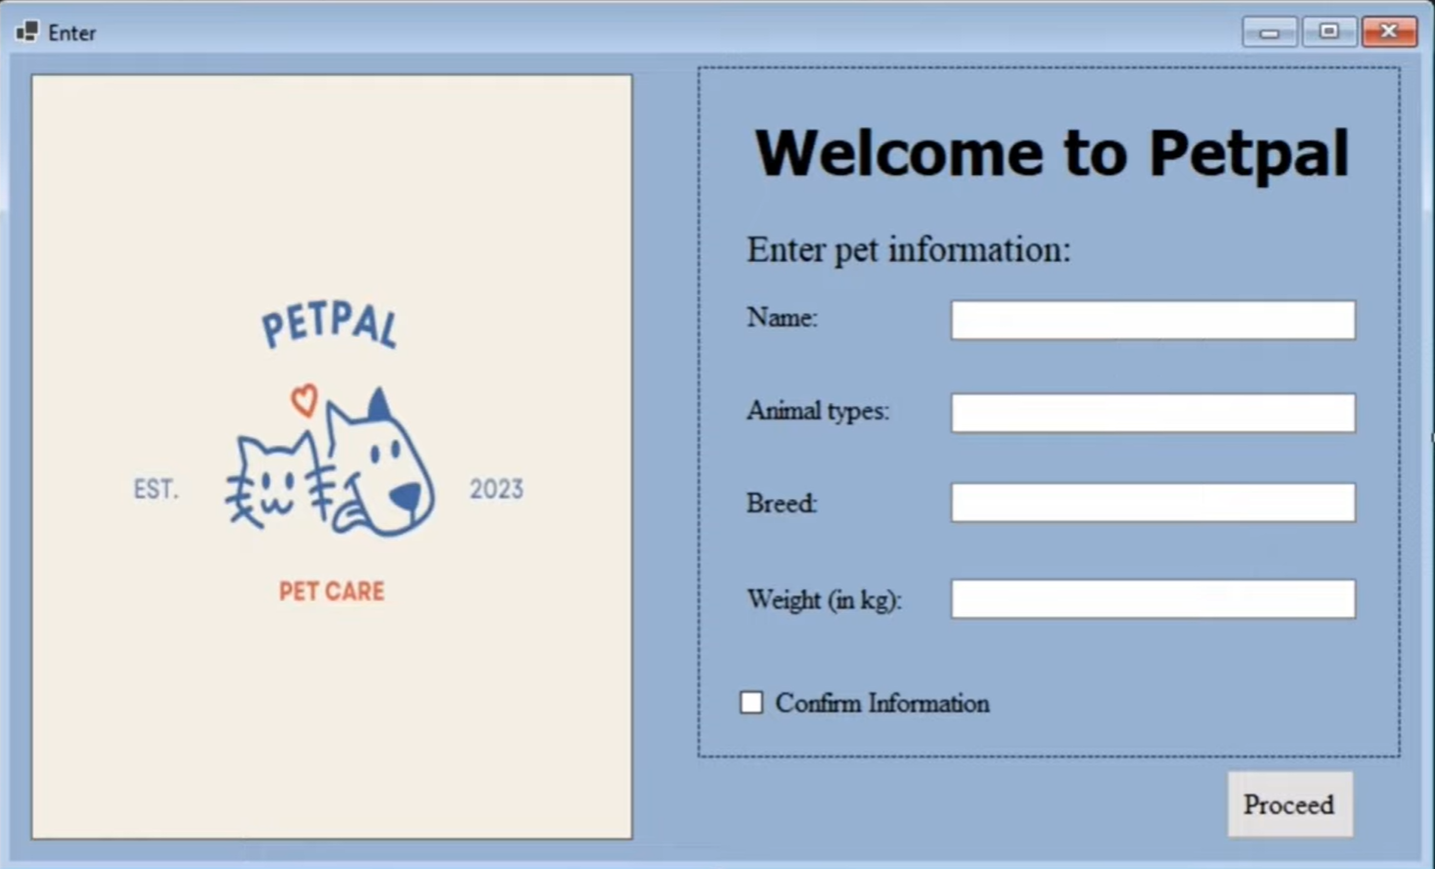 Enter
PETPAL
EST. 2023
PET CARE
Welcome to Petpal
Enter pet information:
Name:
Animal types:
Breed:
Weight (in kg):
Confirm Information
Proceed